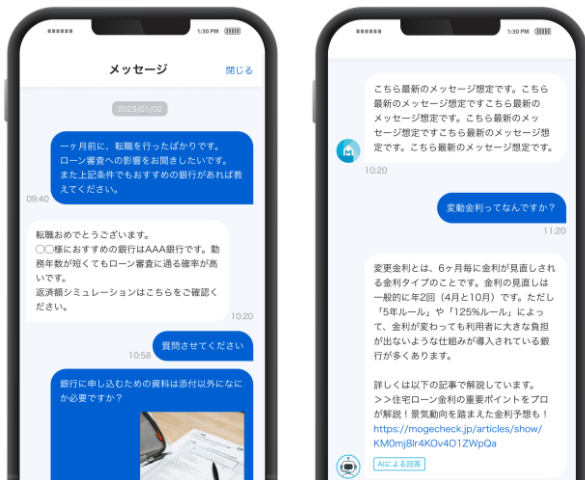 1:30 PM
メッセージ
閉じる
2023/01/02
一ヶ月前に、転職を行ったばかりです。
ローン審査への影響をお聞きしたいです。
また上記条件でもおすすめの銀行があれば教
えてください。
09:40
転職おめでとうございます。
〇〇様におすすめの銀行はAAA銀行です。勤
務年数が短くてもローン審査に通る確率が高
いです。
返済額シミュレーションはこちらをご確認く
ださい。
10:20
質問させてください
10:58
銀行に申し込むための資料は添付以外になに
か必要ですか？
1:30 PM
こちら最新のメッセージ想定です。こちら
最新のメッセージ想定ですこちら最新の
メッセージ想定です。こちら最新のメッ
セージ想定ですこちら最新のメッセージ想
定です。こちら最新のメッセージ想定です。
10:20
変動金利ってなんですか？
11:20
変更金利とは、6ヶ月毎に金利が見直しされ
る金利タイプのことです。金利の見直しは
一般的に年2回（4月と10月）です。ただし
「5年ルール」や「125%ルール」によっ
て、金利が変わっても利用者に大きな負担
が出ないような仕組みが導入されている銀
行が多くあります。
詳しくは以下の記事で解説しています。
>>住宅ローン金利の重要ポイントをプロ
が解説！景気動向を踏まえた金利予想も！
https://mogecheck.jp/articles/show/
KM0mj8lr4KOv4O1ZWpQa
AIによる回答